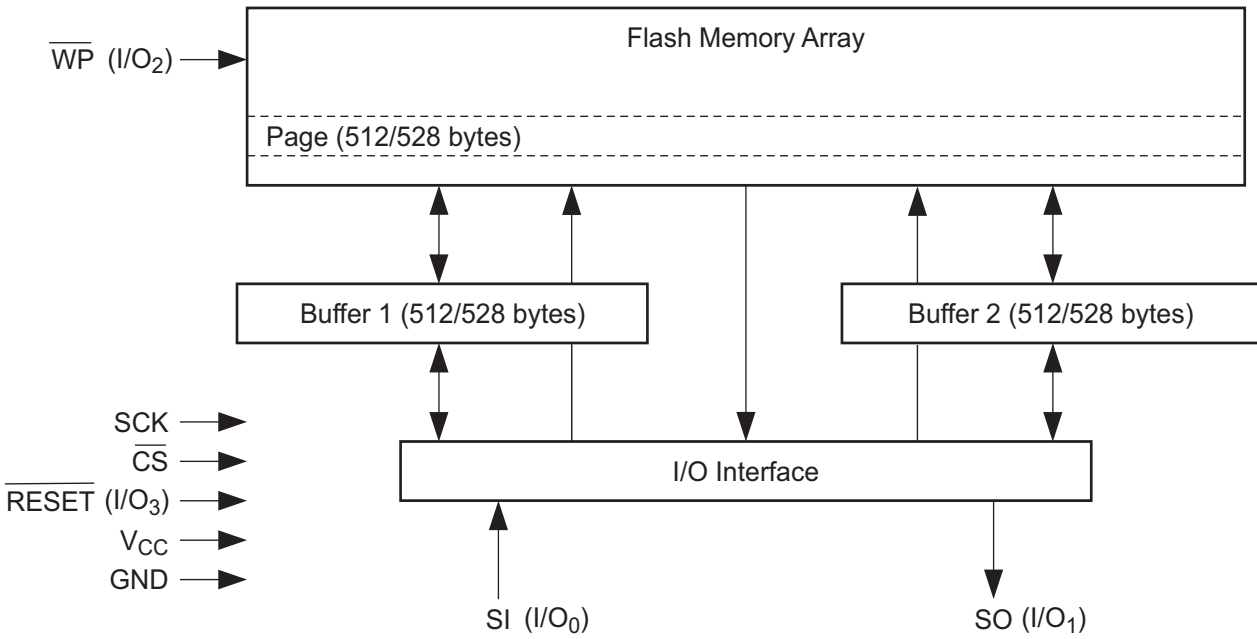 Flash Memory Array
WP (I/O2)
Page (512/528 bytes)
Buffer 1 (512/528 bytes)
Buffer 2 (512/528 bytes)
SCK
CS
RESET (I/O3)
VCC
GND
I/O Interface
SI (I/O0)
SO (I/O1)